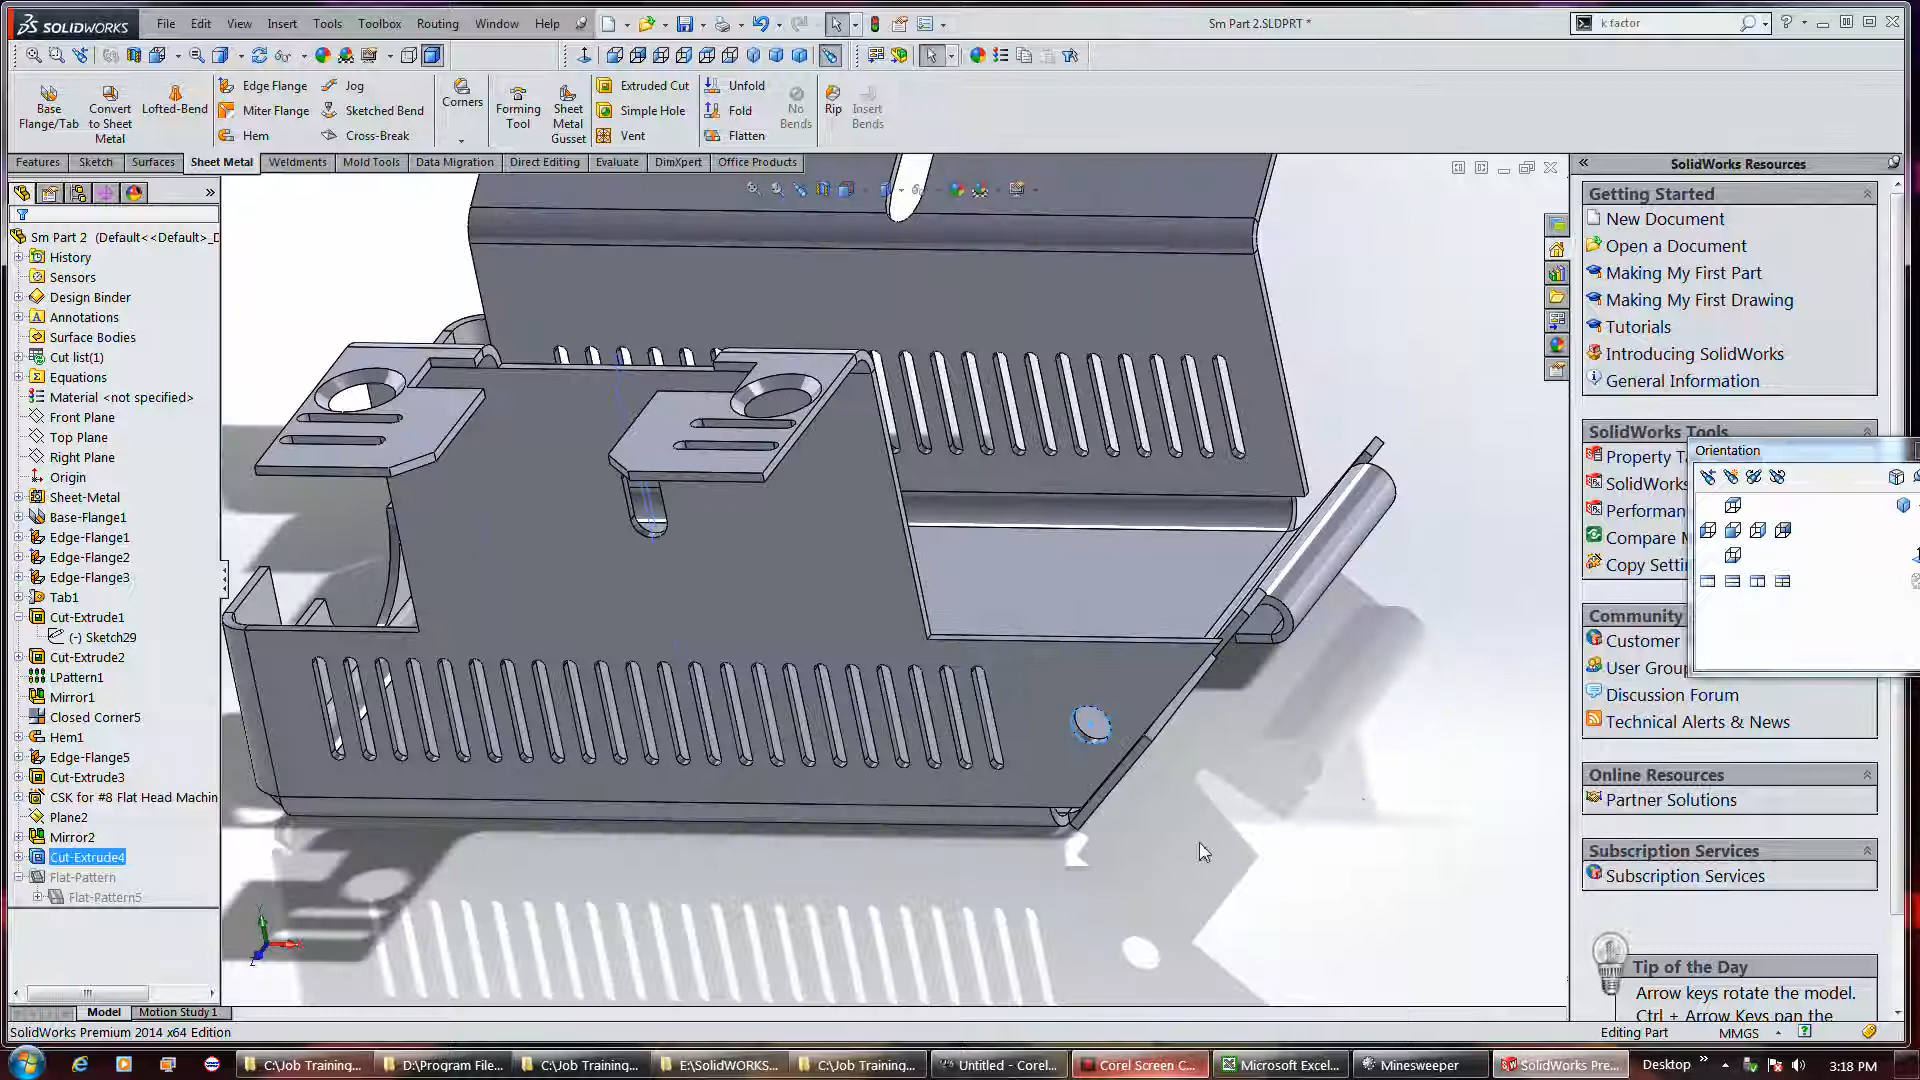 SOLIDWORKS File Edit View Insert Tools Toolbox Routing Window Help Sm Part 2.SLDPRT * k factor
Base Flange/Tab
Convert to Sheet Metal
Lofted-Bend
Edge Flange
Miter Flange
Hem
Jog
Sketched Bend
Cross-Break
Corners
Forming Tool
Sheet Metal Gusset
Extruded Cut
Simple Hole
Vent
Unfold
Fold
Flatten
No Bends
Rip
Insert Bends
Features Sketch Surfaces Sheet Metal Weldments Mold Tools Data Migration Direct Editing Evaluate DimXpert Office Products
Sm Part 2 (Default<<Default>_D
History
Sensors
Design Binder
Annotations
Surface Bodies
Cut list(1)
Equations
Material <not specified>
Front Plane
Top Plane
Right Plane
Origin
Sheet-Metal
Base-Flange1
Edge-Flange1
Edge-Flange2
Edge-Flange3
Tab1
Cut-Extrude1
(-) Sketch29
Cut-Extrude2
LPattern1
Mirror1
Closed Corner5
Hem1
Edge-Flange5
Cut-Extrude3
CSK for #8 Flat Head Machin
Plane2
Mirror2
Cut-Extrude4
Flat-Pattern
Flat-Pattern5
SolidWorks Resources
Getting Started
New Document
Open a Document
Making My First Part
Making My First Drawing
Tutorials
Introducing SolidWorks
General Information
SolidWorks Tools
Property T
SolidWorks
Performan
Compare M
Copy Setti
Orientation
Community
Customer
User Grou
Discussion Forum
Technical Alerts & News
Online Resources
Partner Solutions
Subscription Services
Subscription Services
Tip of the Day
Arrow keys rotate the model.
Ctrl + Arrow Keys pan the
Model Motion Study 1
SolidWorks Premium 2014 x64 Edition Editing Part MMGS
C:\Job Training... D:\Program File... C:\Job Training... E:\SolidWORKS... C:\Job Training... Untitled - Corel... Corel Screen C... Microsoft Excel... Minesweeper SolidWorks Pre... Desktop 3:18 PM